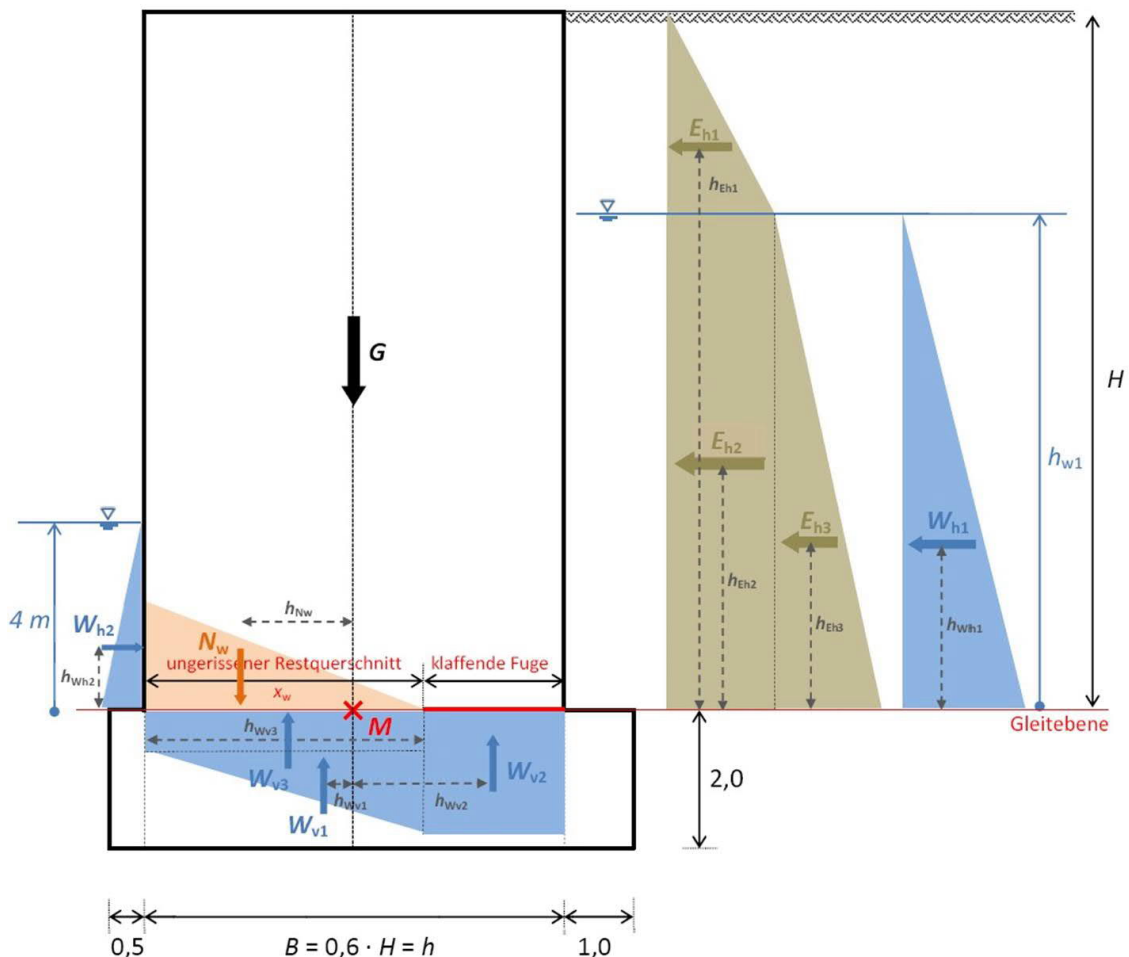 E_h1
h_Eh1
G
H
E_h2
h_w1
E_h3
W_h1
4 m
h_Nw
h_Eh2
W_h2
N_w
h_Eh3
h_Wh1
h_Wh2
ungerissener Restquerschnitt klaffende Fuge
x_w
M
Gleitebene
h_Wv3
W_v3
W_v2
2,0
h_Wv1
h_Wv2
W_v1
0,5 B = 0,6 · H = h 1,0